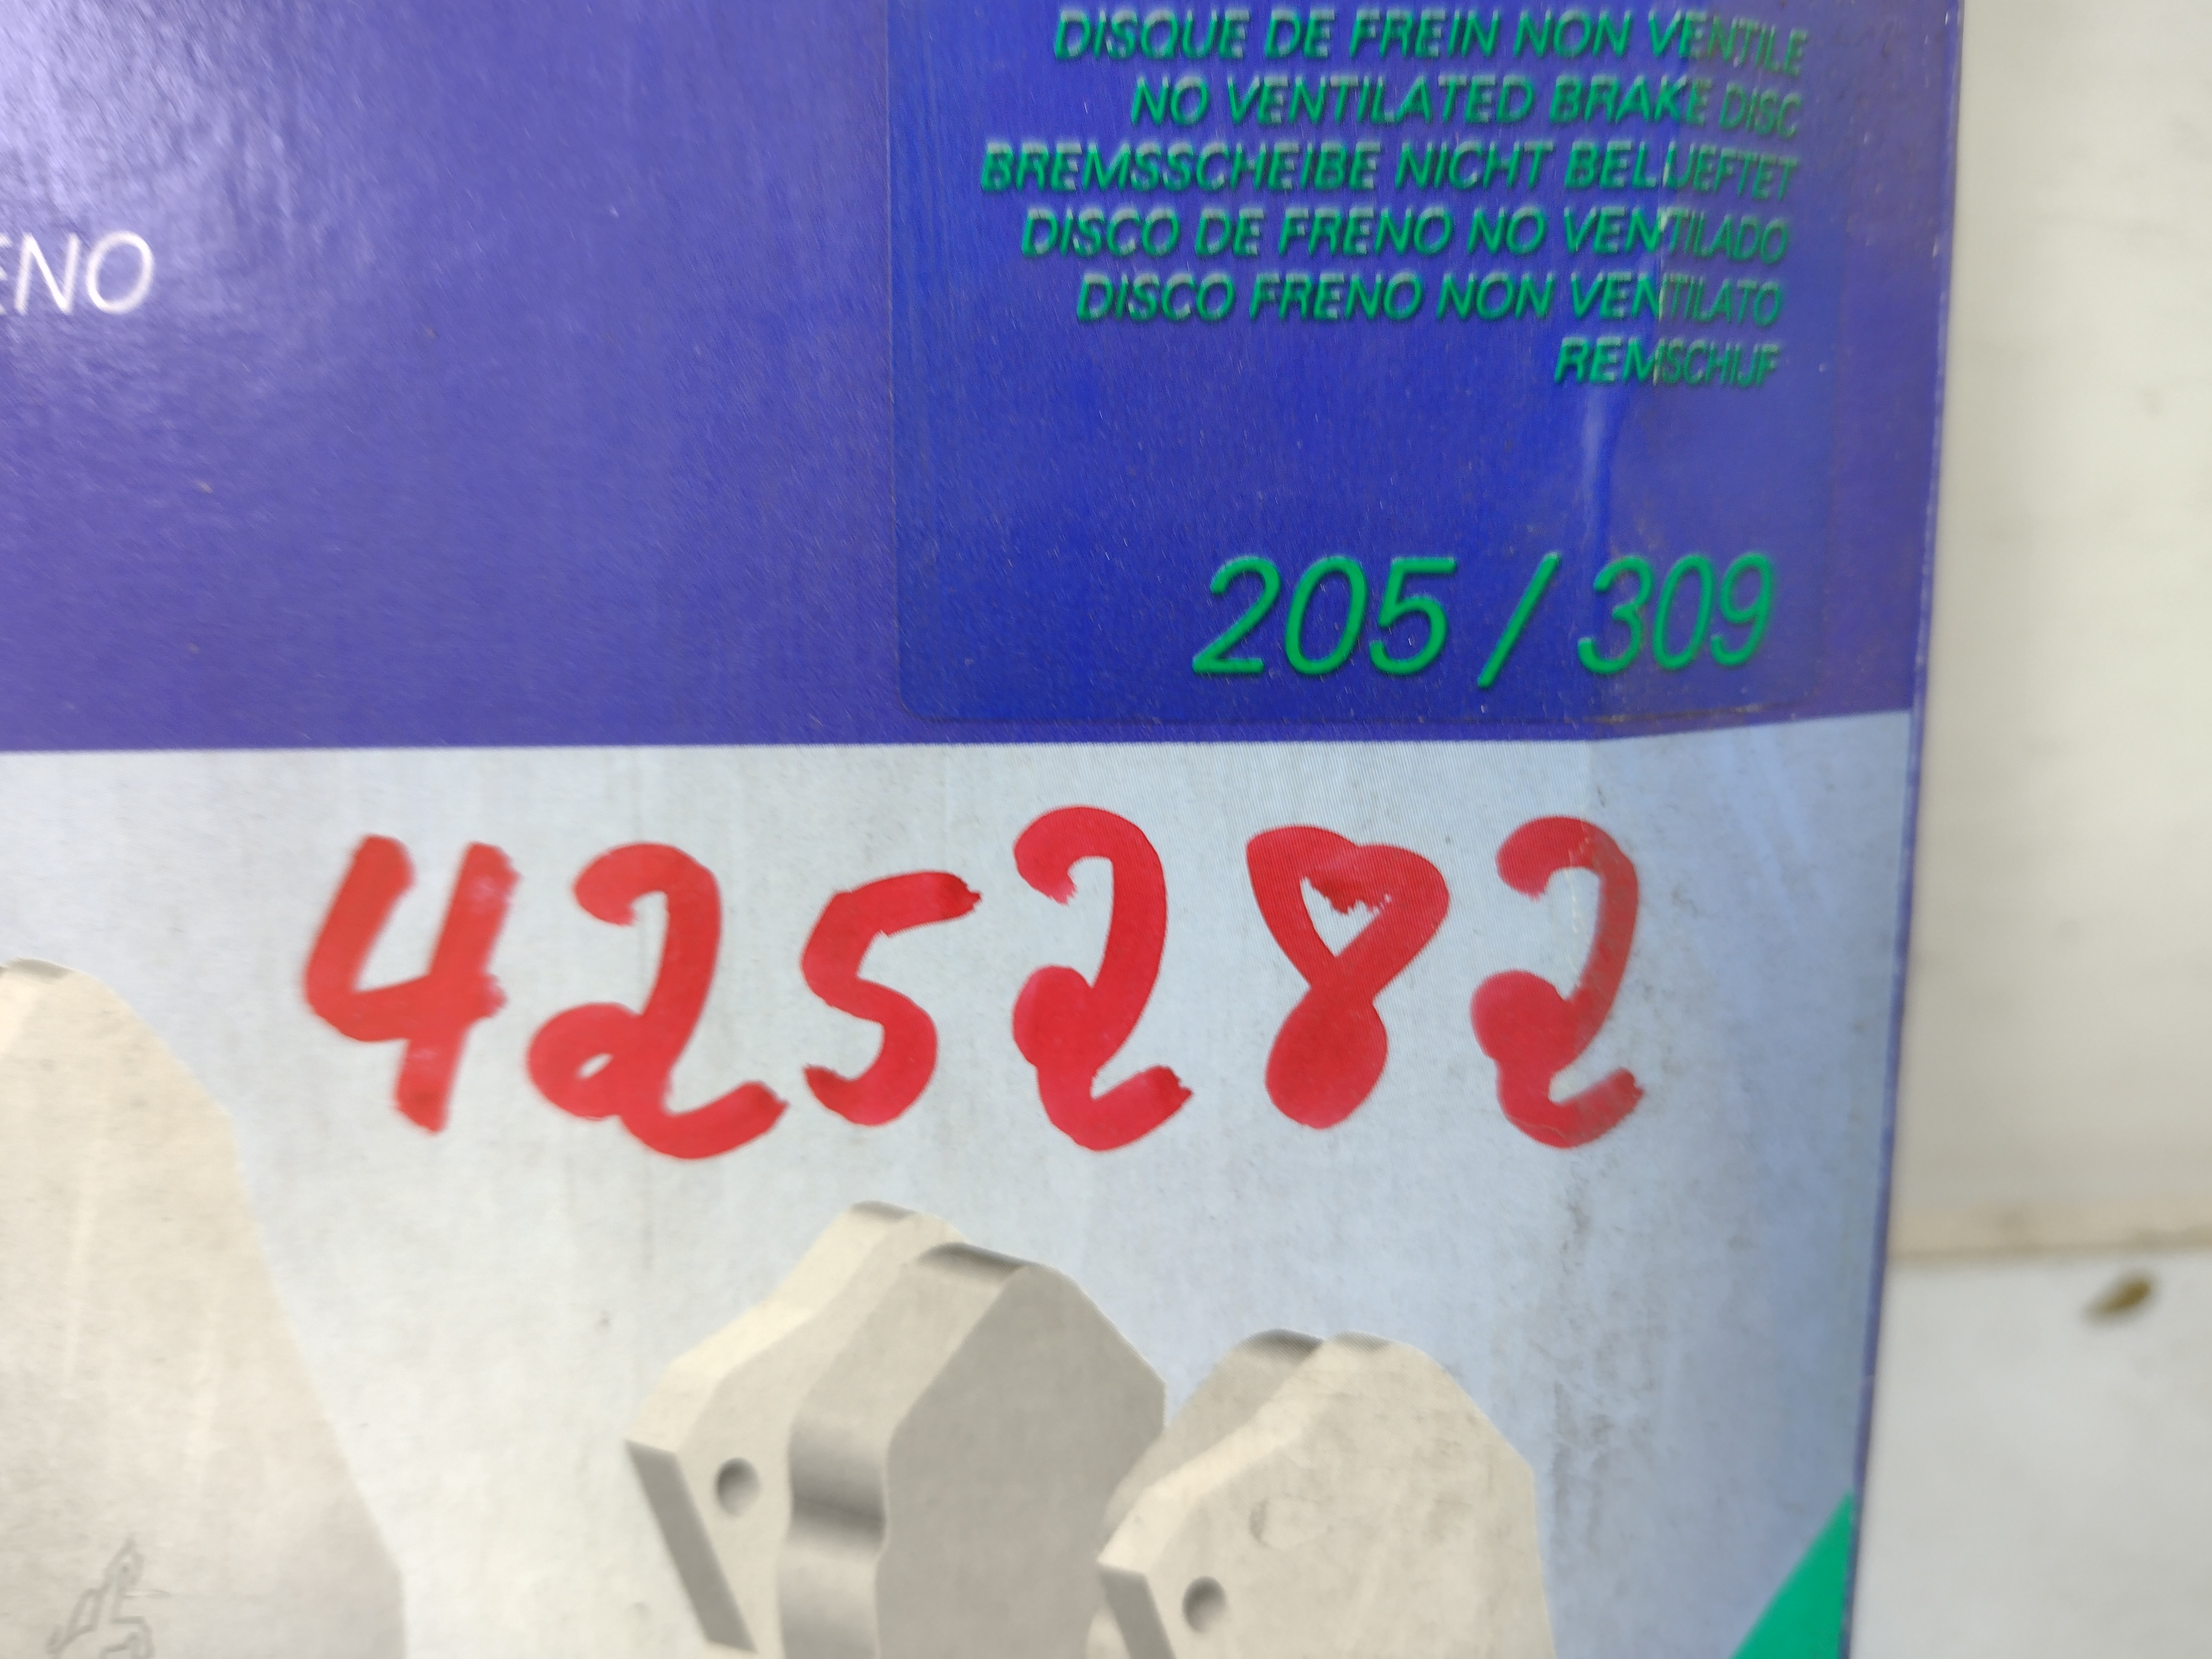 DISQUE DE FREIN NON VENTILE
NO VENTILATED BRAKE DISC
BREMSSCHEIBE NICHT BELUEFTET
DISCO DE FRENO NO VENTILADO
DISCO FRENO NON VENTILATO
REMSCHIJF
ENO
205 / 309
425282